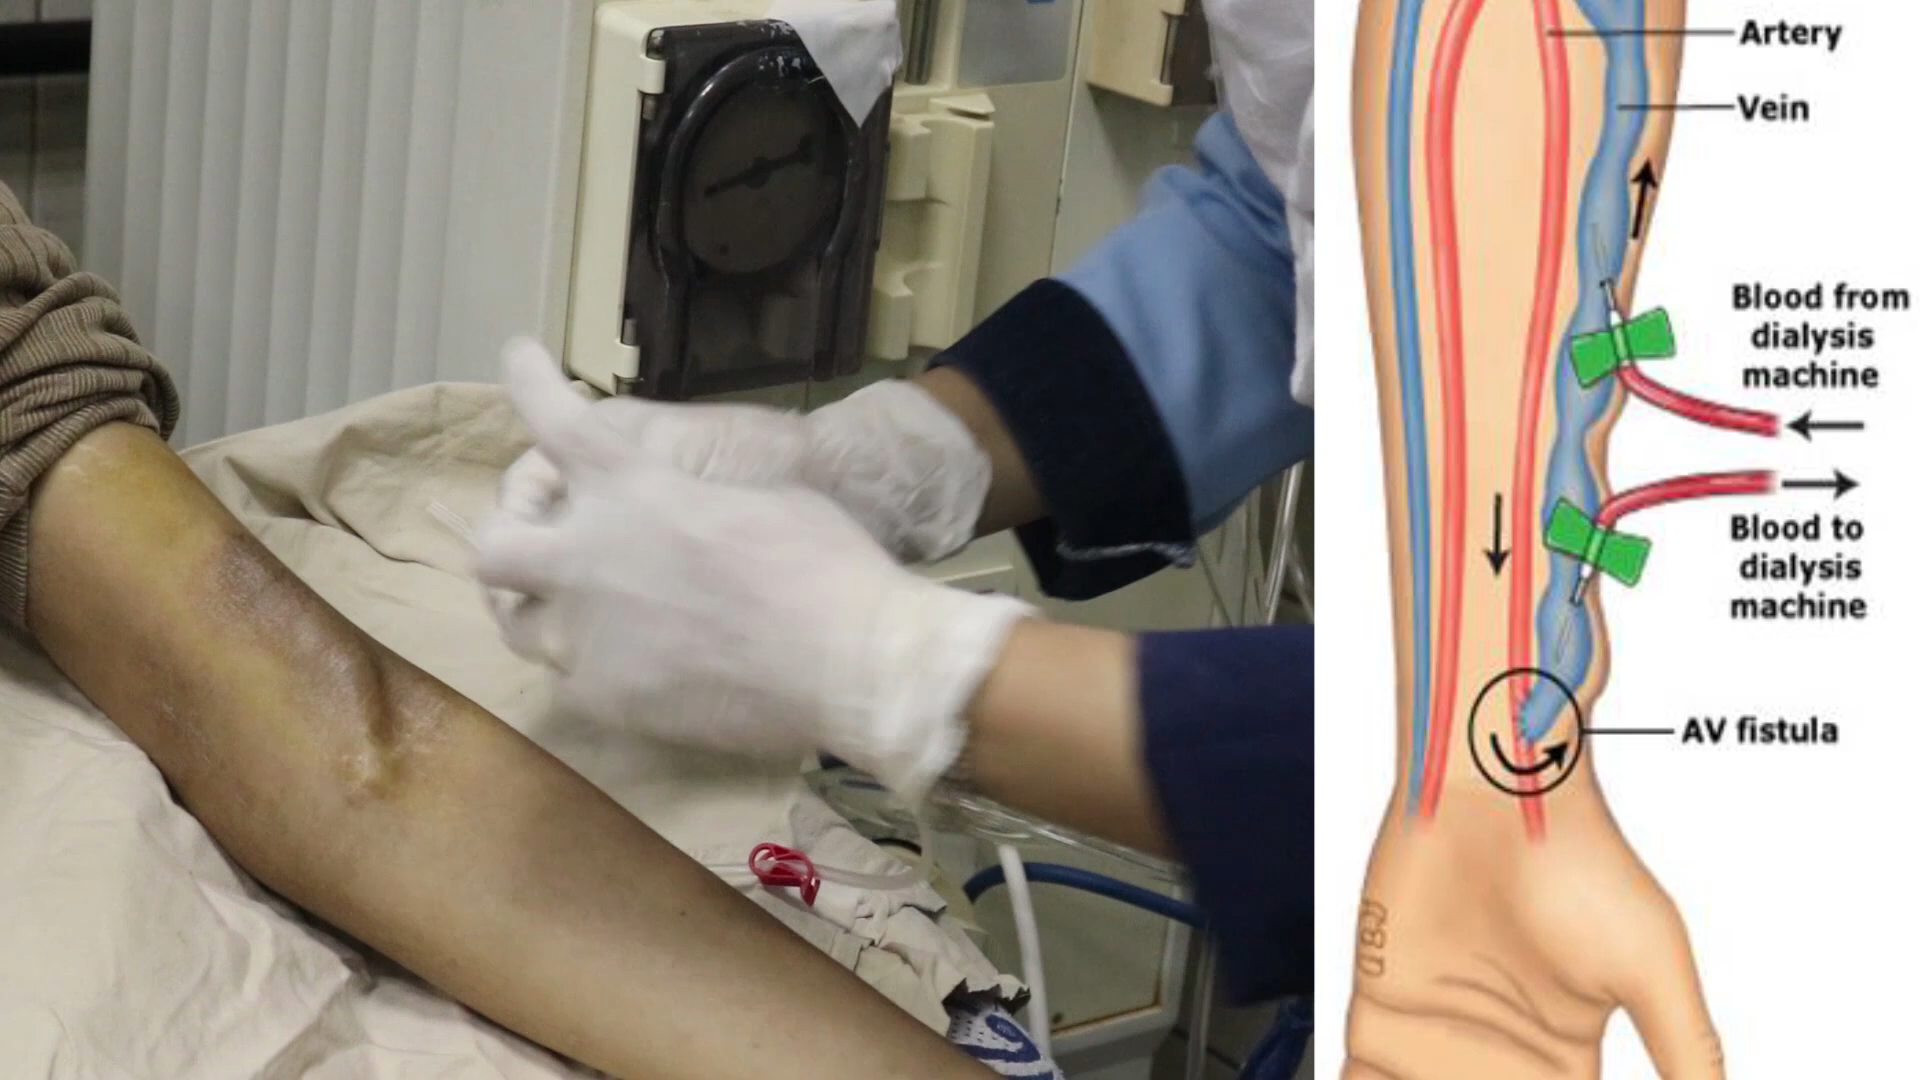 Artery
Vein
Blood from
dialysis
machine
Blood to
dialysis
machine
AV fistula